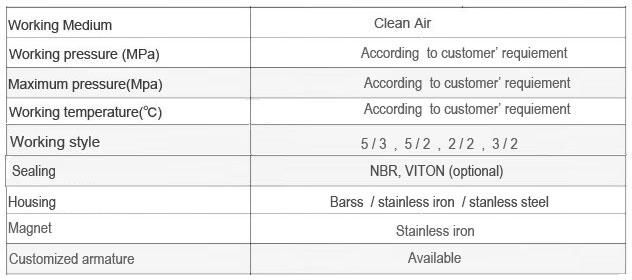 Working Medium Clean Air
Working pressure (MPa) According to customer' requiement
Maximum pressure(Mpa) According to customer' requiement
Working temperature(℃) According to customer' requiement
Working style 5 / 3 , 5 / 2 , 2 / 2 , 3 / 2
Sealing NBR, VITON (optional)
Housing Barss / stainless iron / stanless steel
Magnet Stainless iron
Customized armature Available